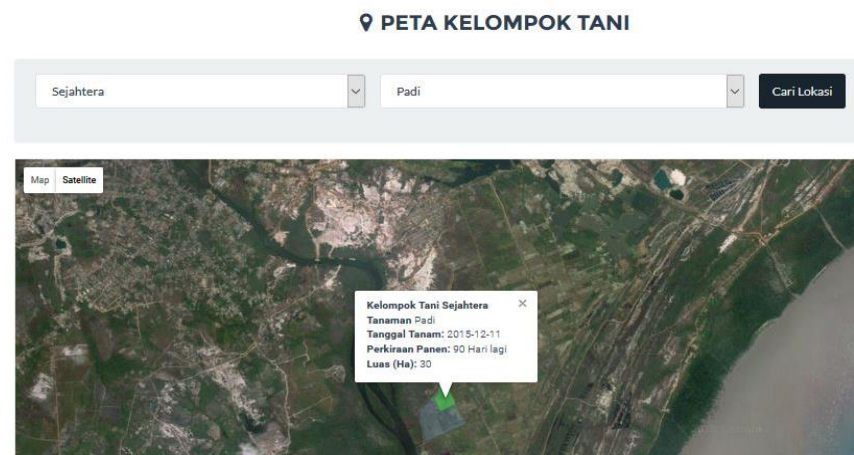 PETA KELOMPOK TANI
Sejahtera
Padi
Cari Lokasi
Map Satellite
Kelompok Tani Sejahtera
Tanaman Padi
Tanggal Tanam: 2015-12-11
Perkiraan Panen: 90 Hari lagi
Luas (Ha): 30